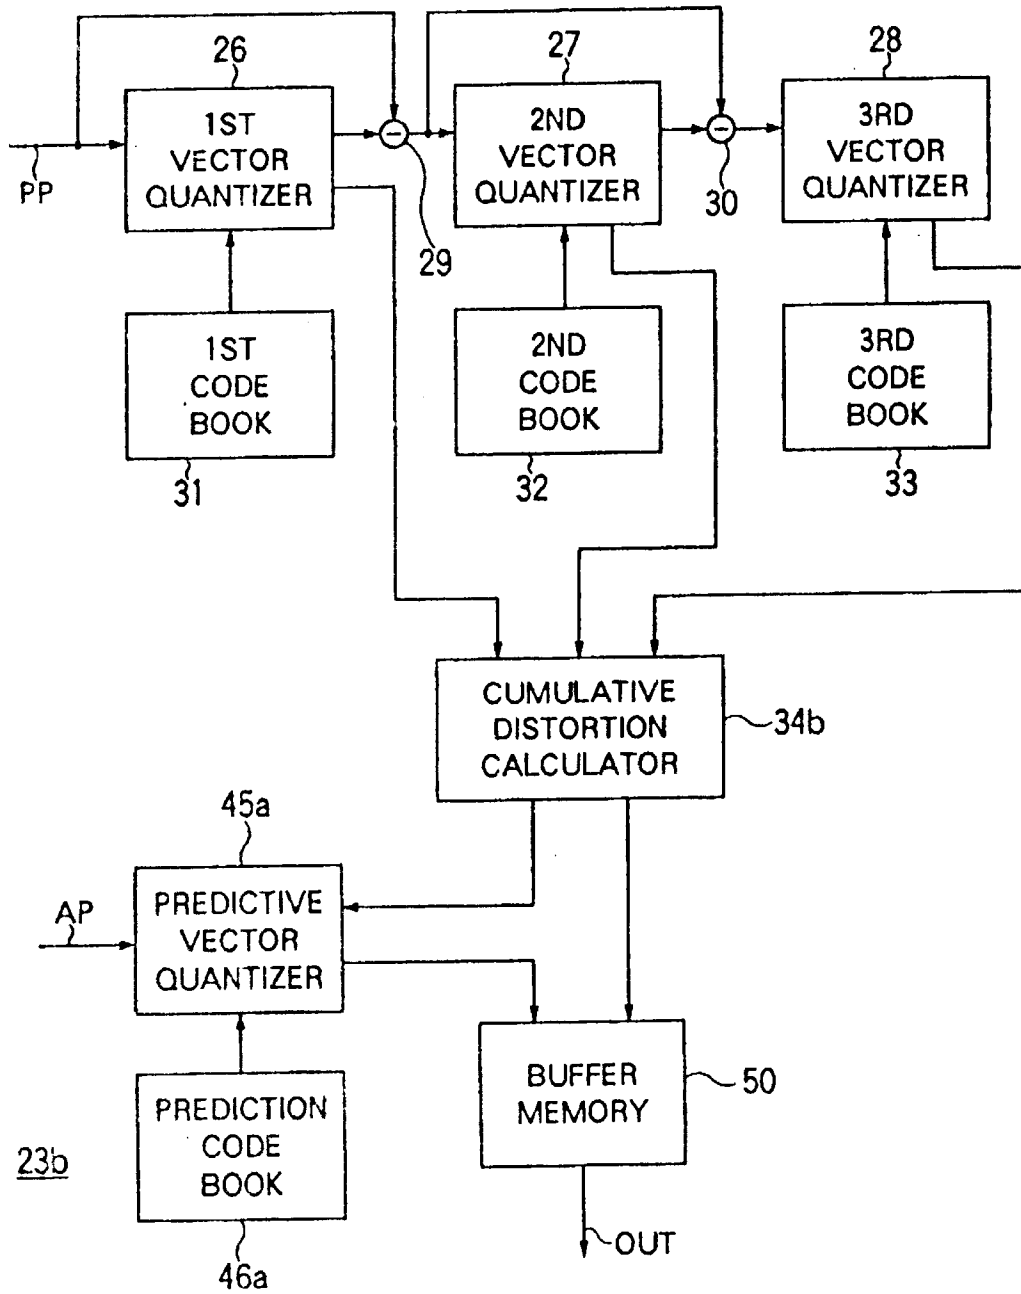 26
27
28
1ST
VECTOR
QUANTIZER
2ND
VECTOR
QUANTIZER
3RD
VECTOR
QUANTIZER
PP
29
30
1ST
CODE
BOOK
2ND
CODE
BOOK
3RD
CODE
BOOK
31
32
33
CUMULATIVE
DISTORTION
CALCULATOR
34b
45a
AP
PREDICTIVE
VECTOR
QUANTIZER
BUFFER
MEMORY
50
PREDICTION
CODE
BOOK
23b
46a
OUT